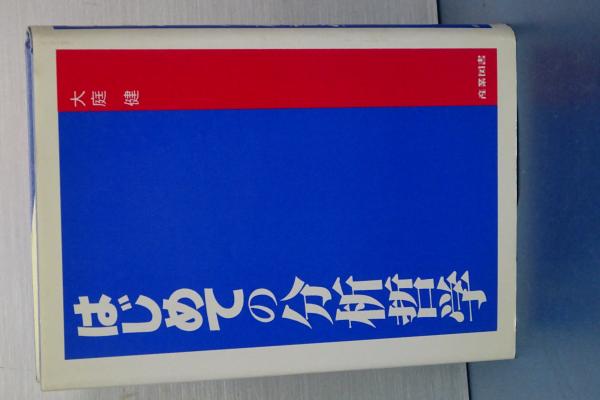 はじめての分析哲学
大庭 健
産業図書